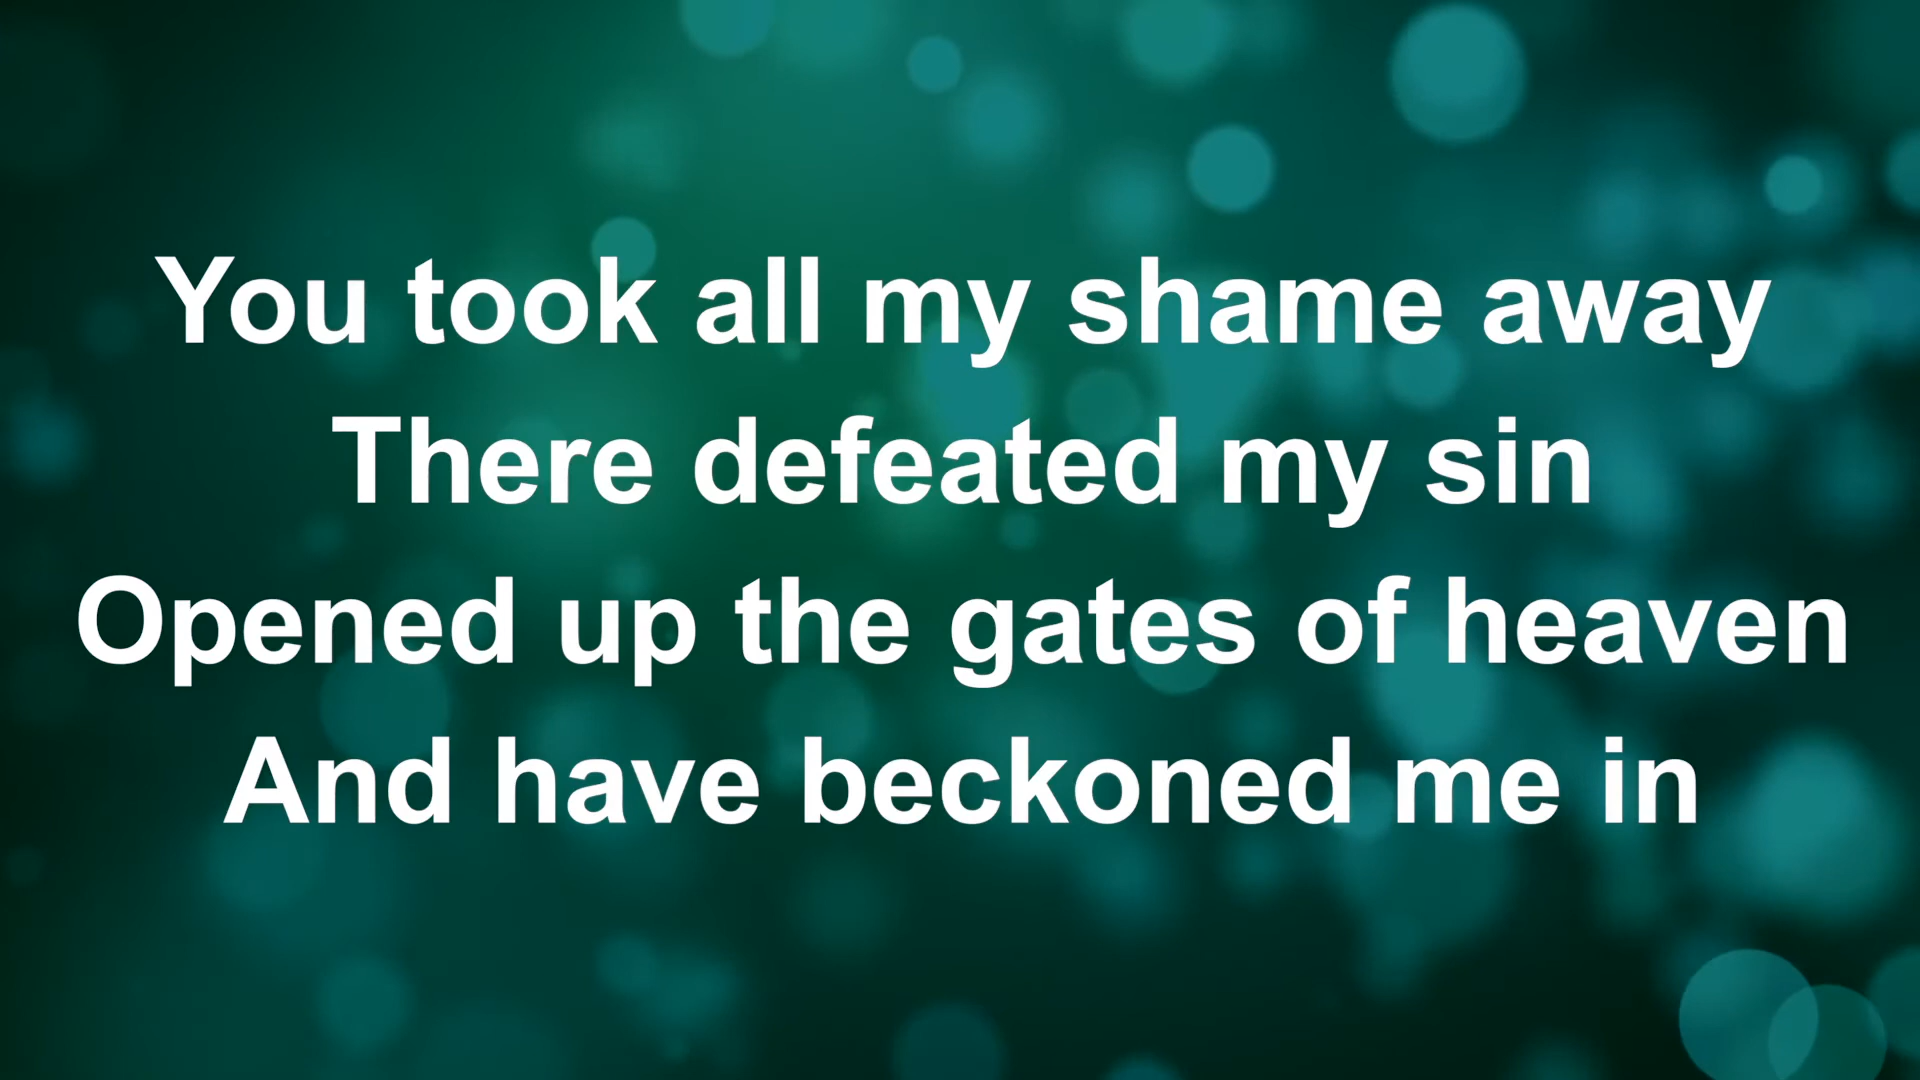 You took all my shame away
There defeated my sin
Opened up the gates of heaven
And have beckoned me in